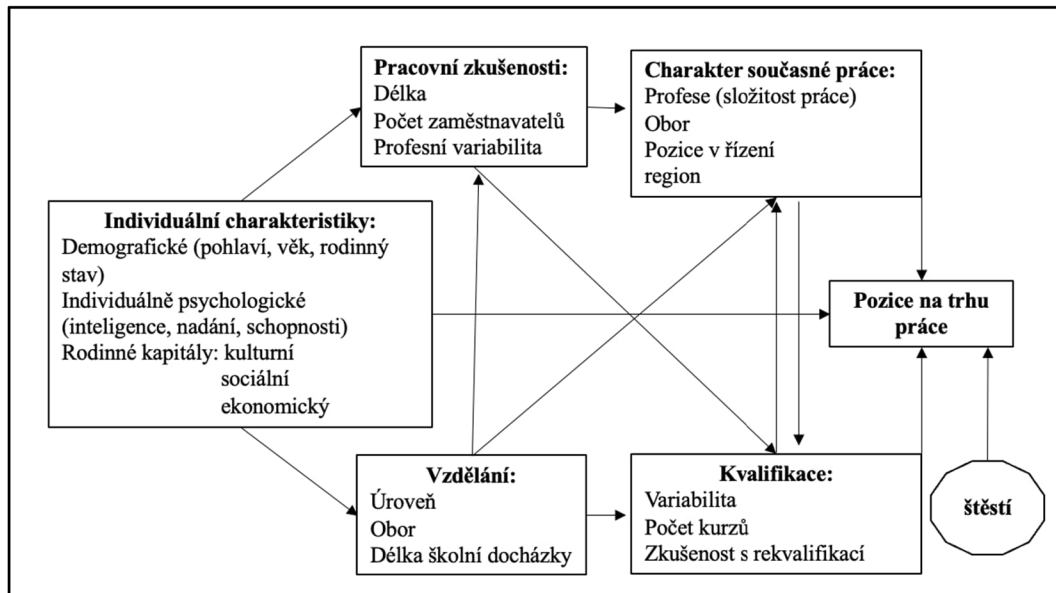 Pracovní zkušenosti:
Délka
Počet zaměstnavatelů
Profesní variabilita
Charakter současné práce:
Profese (složitost práce)
Obor
Pozice v řízení
region
Individuální charakteristiky:
Demografické (pohlaví, věk, rodinný
stav)
Individuálně psychologické
(inteligence, nadání, schopnosti)
Rodinné kapitály: kulturní
sociální
ekonomický
Pozice na trhu
práce
Vzdělání:
Úroveň
Obor
Délka školní docházky
Kvalifikace:
Variabilita
Počet kurzů
Zkušenost s rekvalifikací
štěstí